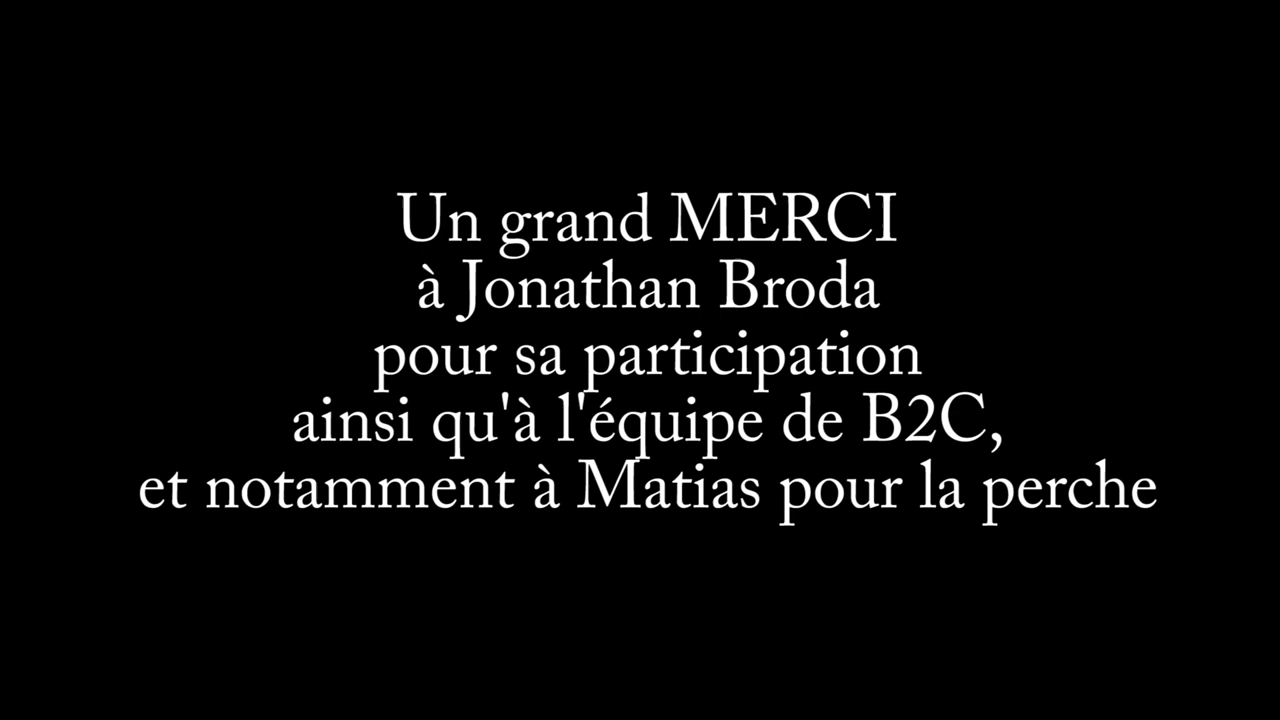 Un grand MERCI
à Jonathan Broda
pour sa participation
ainsi qu'à l'équipe de B2C,
et notamment à Matias pour la perche